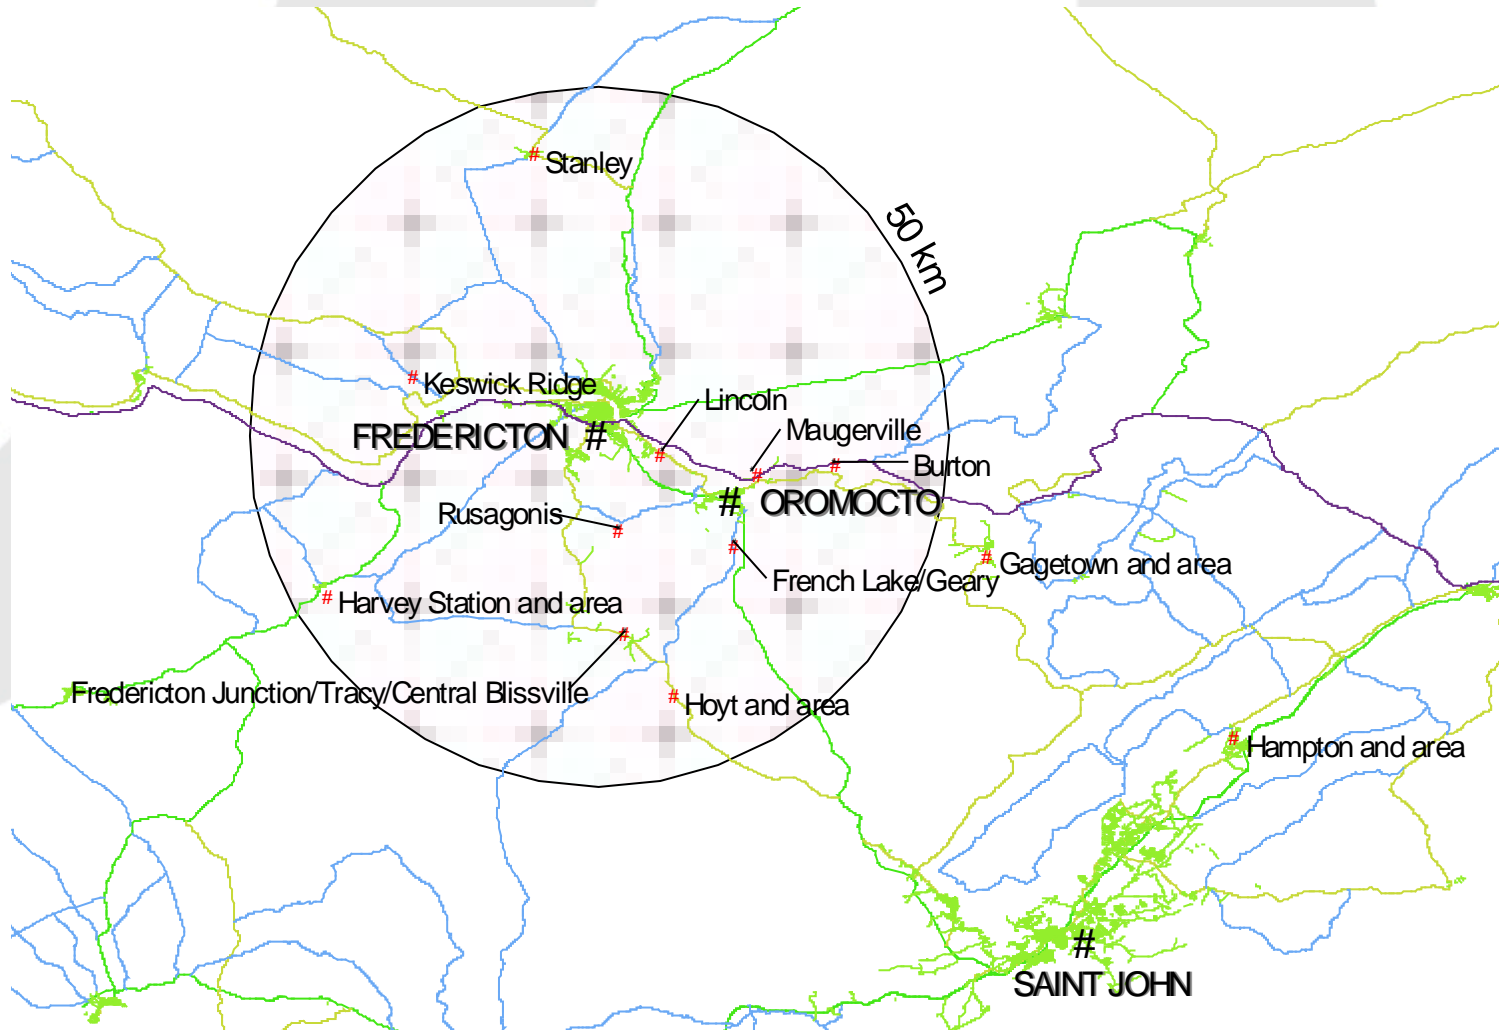 # Stanley
50 km
# Keswick Ridge
Lincoln
#
Maugerville
#
FREDERICTON #
Burton
#
# OROMOCTO
Rusagonis
#
French Lake/Geary
#
# Gagetown and area
# Harvey Station and area
Fredericton Junction/Tracy/Central Blissville
#
# Hoyt and area
# Hampton and area
#
SAINT JOHN